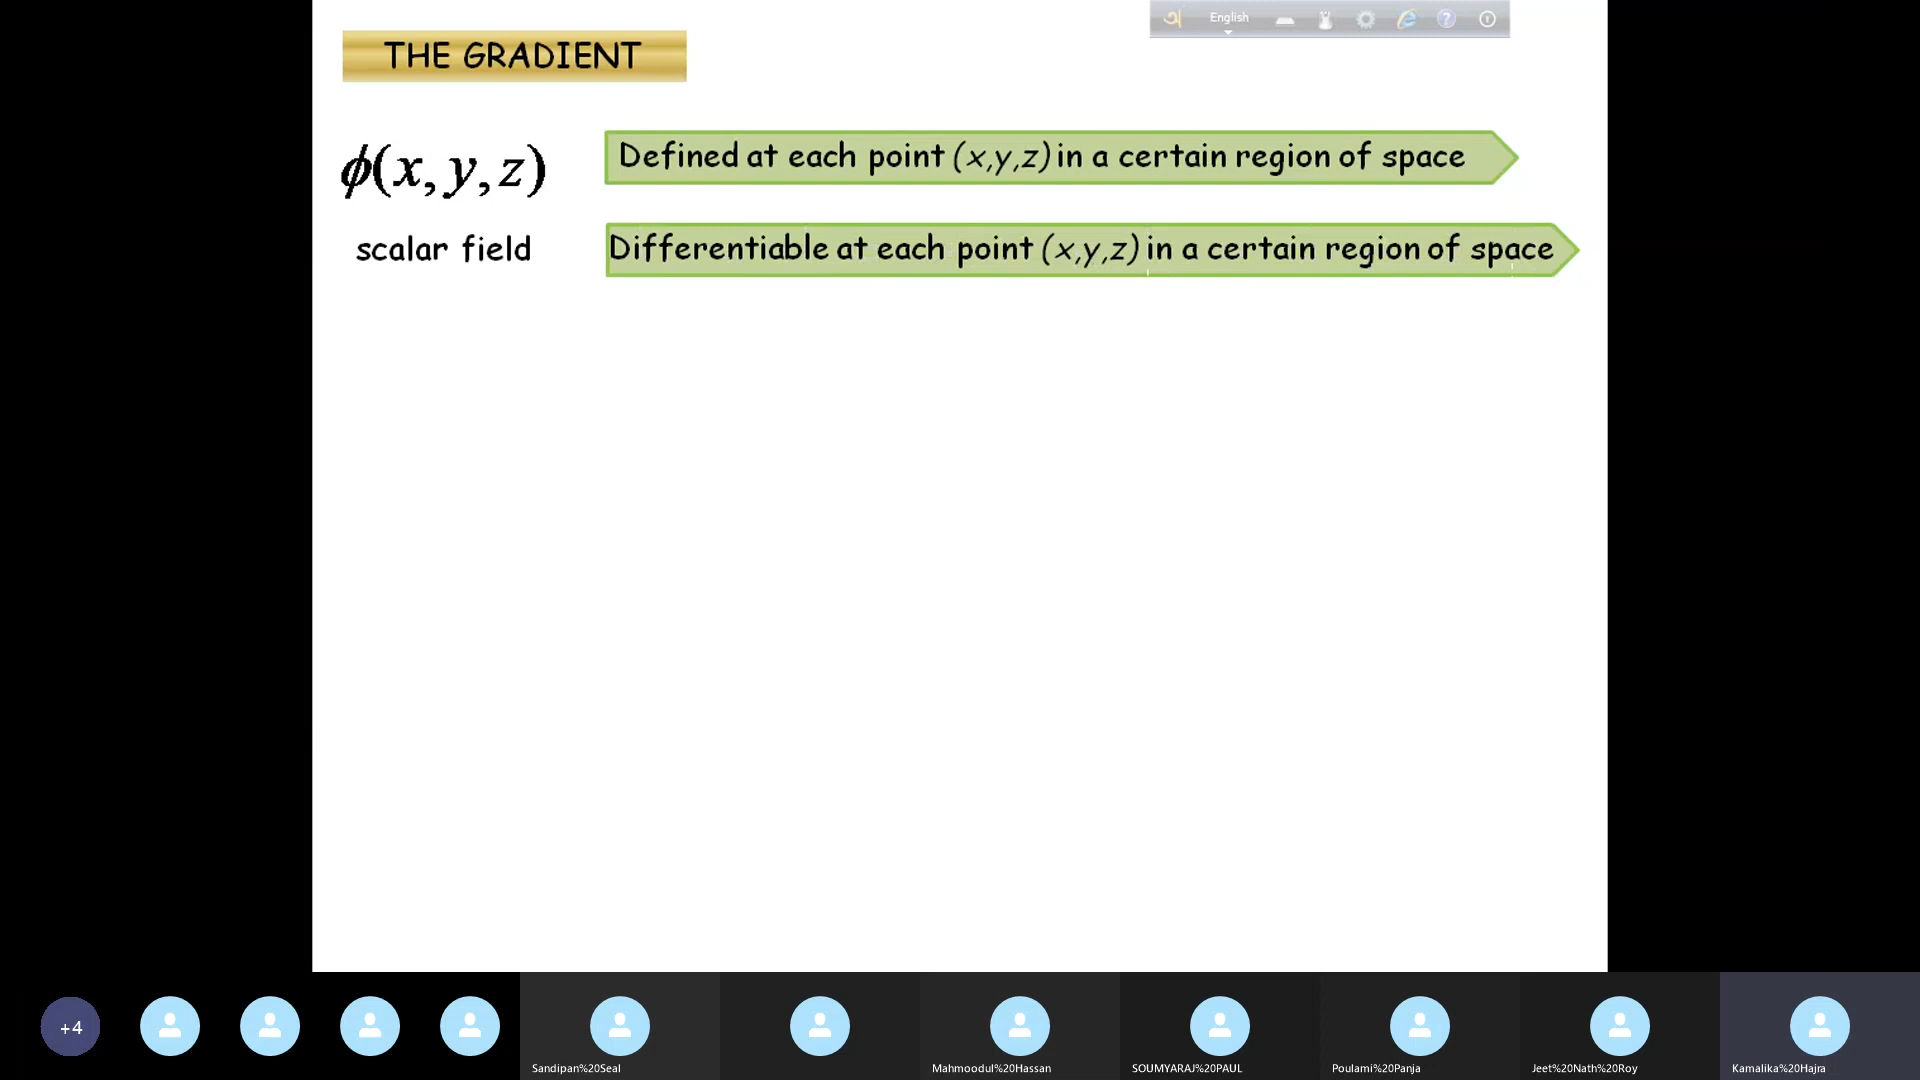 THE GRADIENT
English
ϕ(x, y, z)
Defined at each point (x,y,z) in a certain region of space
scalar field
Differentiable at each point (x,y,z) in a certain region of space
+4
Sandipan%20Seal
Mahmoodul%20Hassan
SOUMYARAJ%20PAUL
Poulami%20Panja
Jeet%20Nath%20Roy
Kamalika%20Hajra